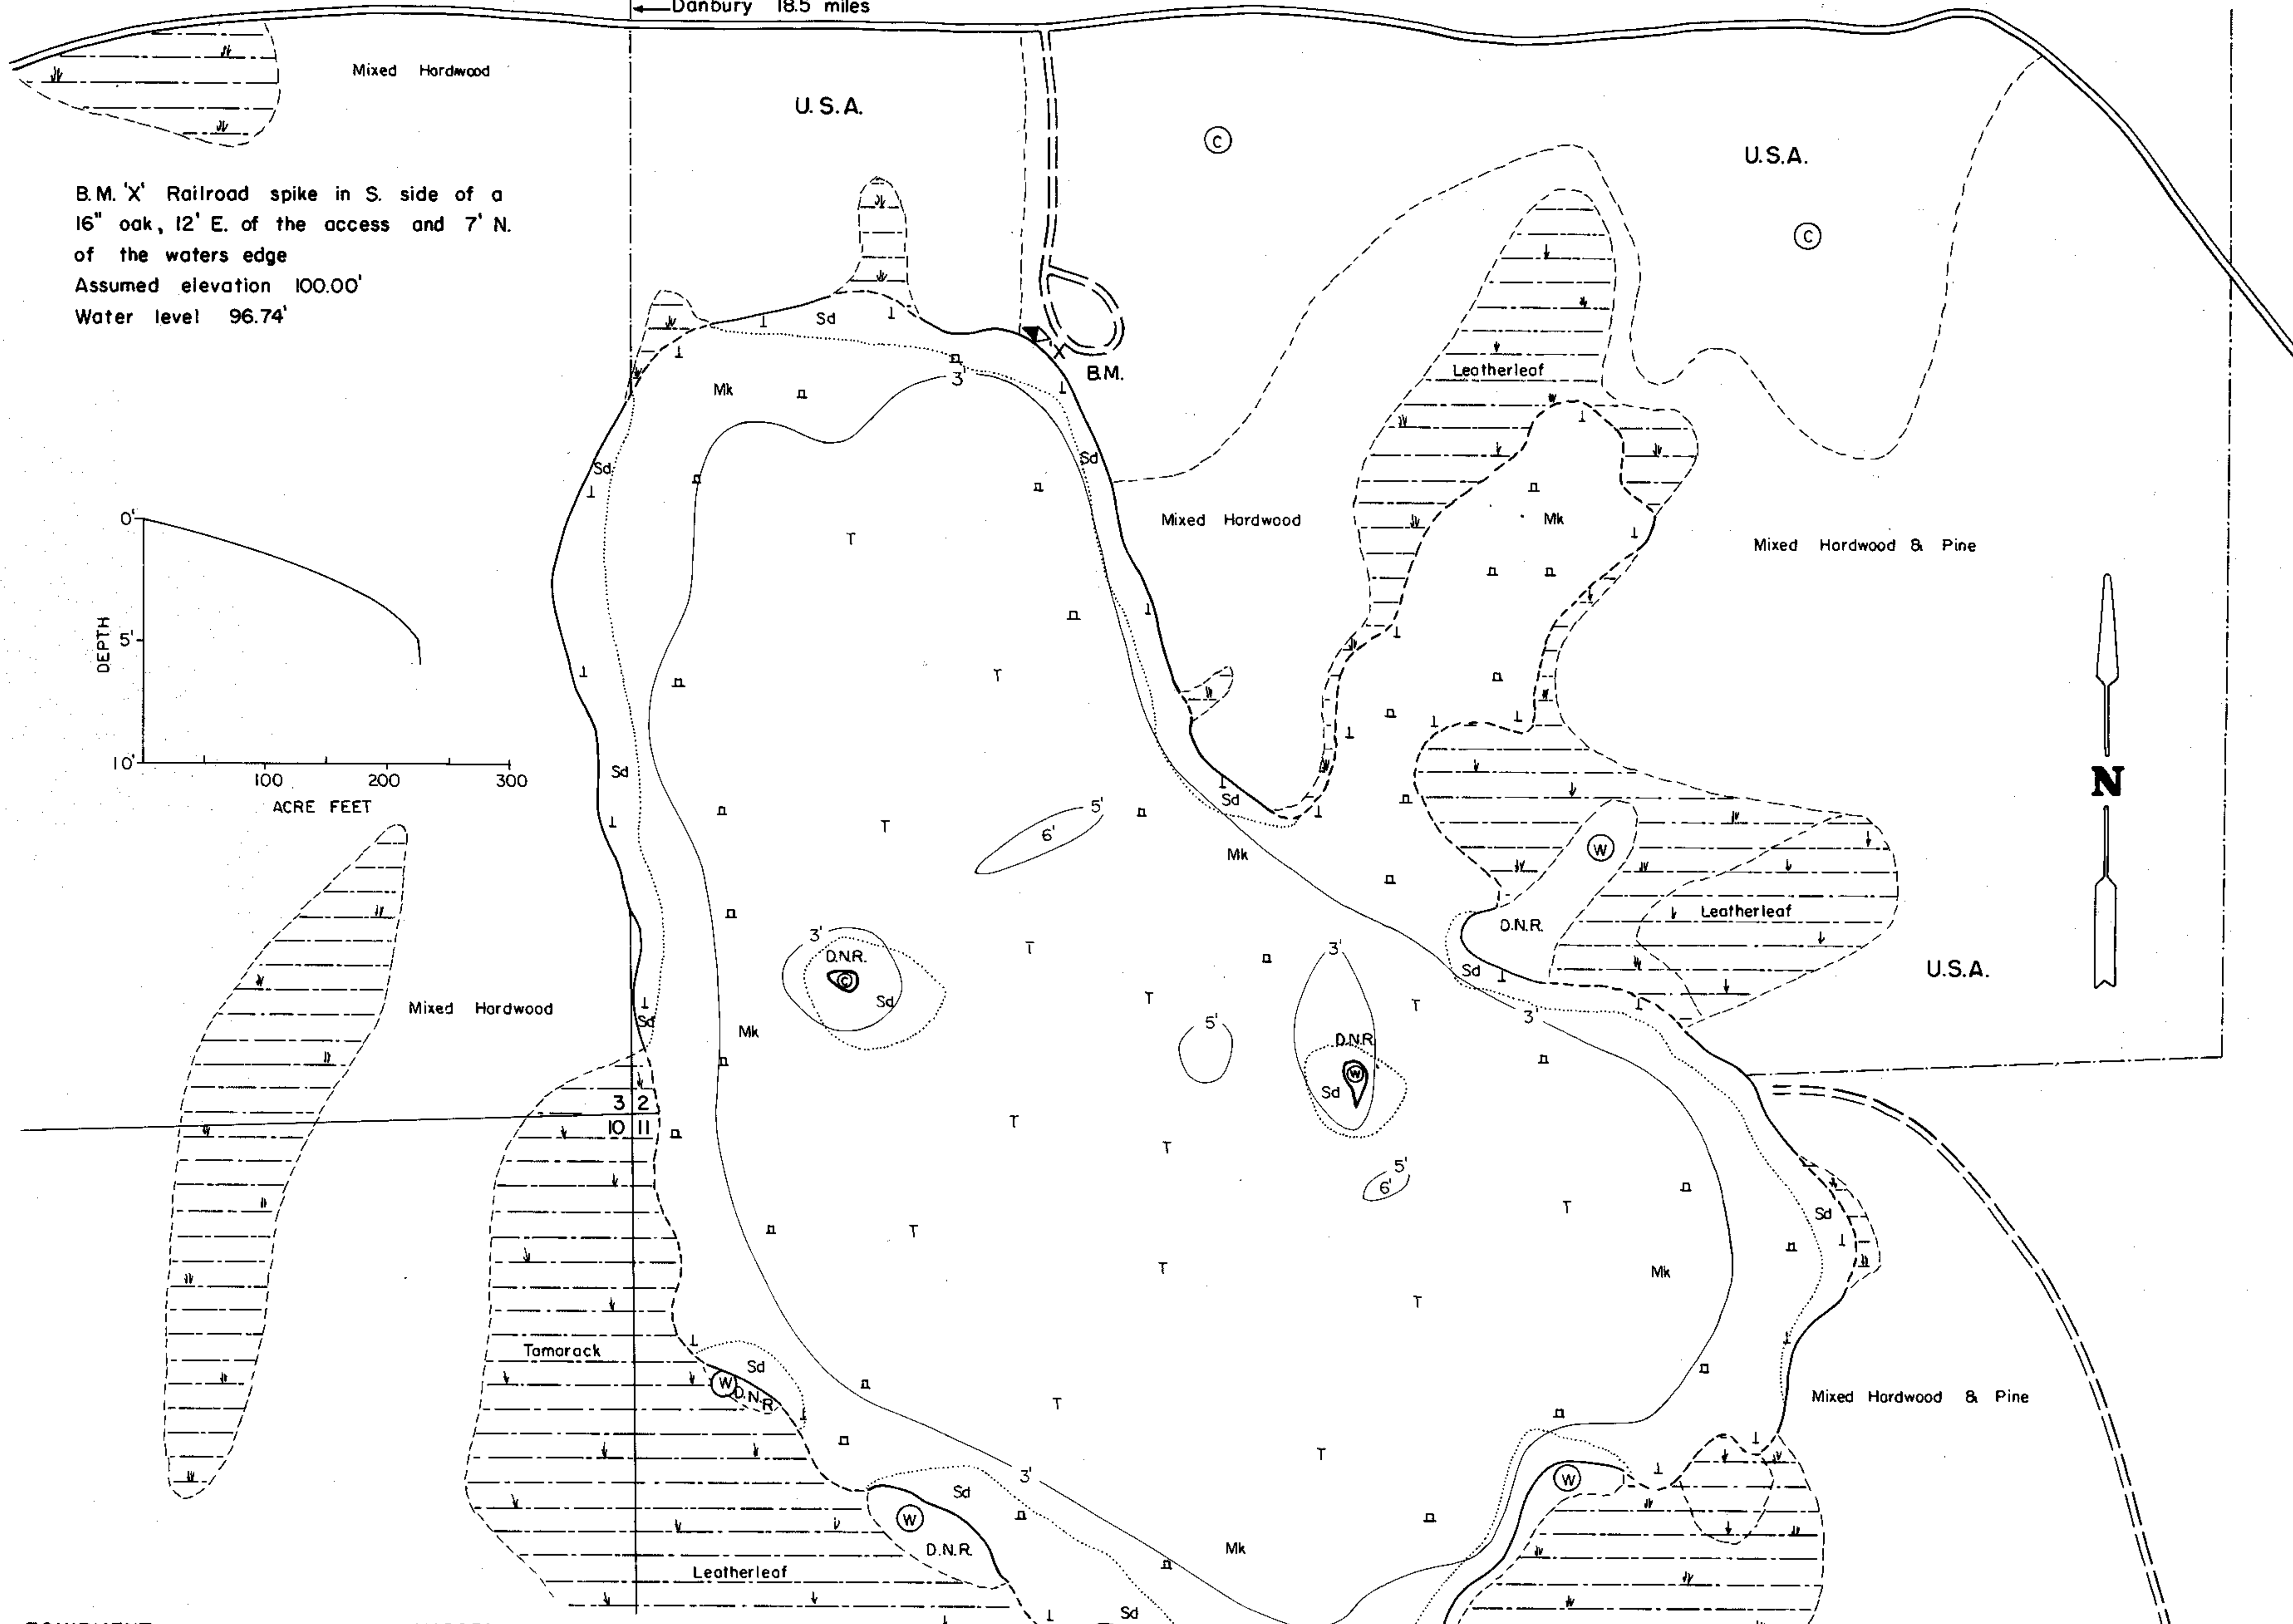 Danbury 18.5 miles
Mixed Hardwood
U.S.A.
C
U.S.A.
C
B.M. 'X' Railroad spike in S. side of a
16" oak, 12' E. of the access and 7' N.
of the waters edge
Assumed elevation 100.00'
Water level 96.74'
Sd
'X'
B.M.
3'
Mk
Leatherleaf
Sd
Sd
Mixed Hardwood
Mk
Mixed Hardwood & Pine
T
0'
5'
10'
DEPTH
100
200
300
ACRE FEET
T
Sd
N
5'
6'
T
Sd
Mk
W
Leatherleaf
D.N.R.
3'
D.N.R.
C
Sd
T
3'
Sd
U.S.A.
Mixed Hardwood
Sd
Mk
T
T
5'
3'
D.N.R.
W
Sd
3 2
10 11
T
T
5'
6'
T
Sd
T
T
Mk
T
Tamarack
Sd
W
D.N.R.
T
Mixed Hardwood & Pine
T
3'
Sd
W
W
D.N.R.
Mk
Leatherleaf
Sd